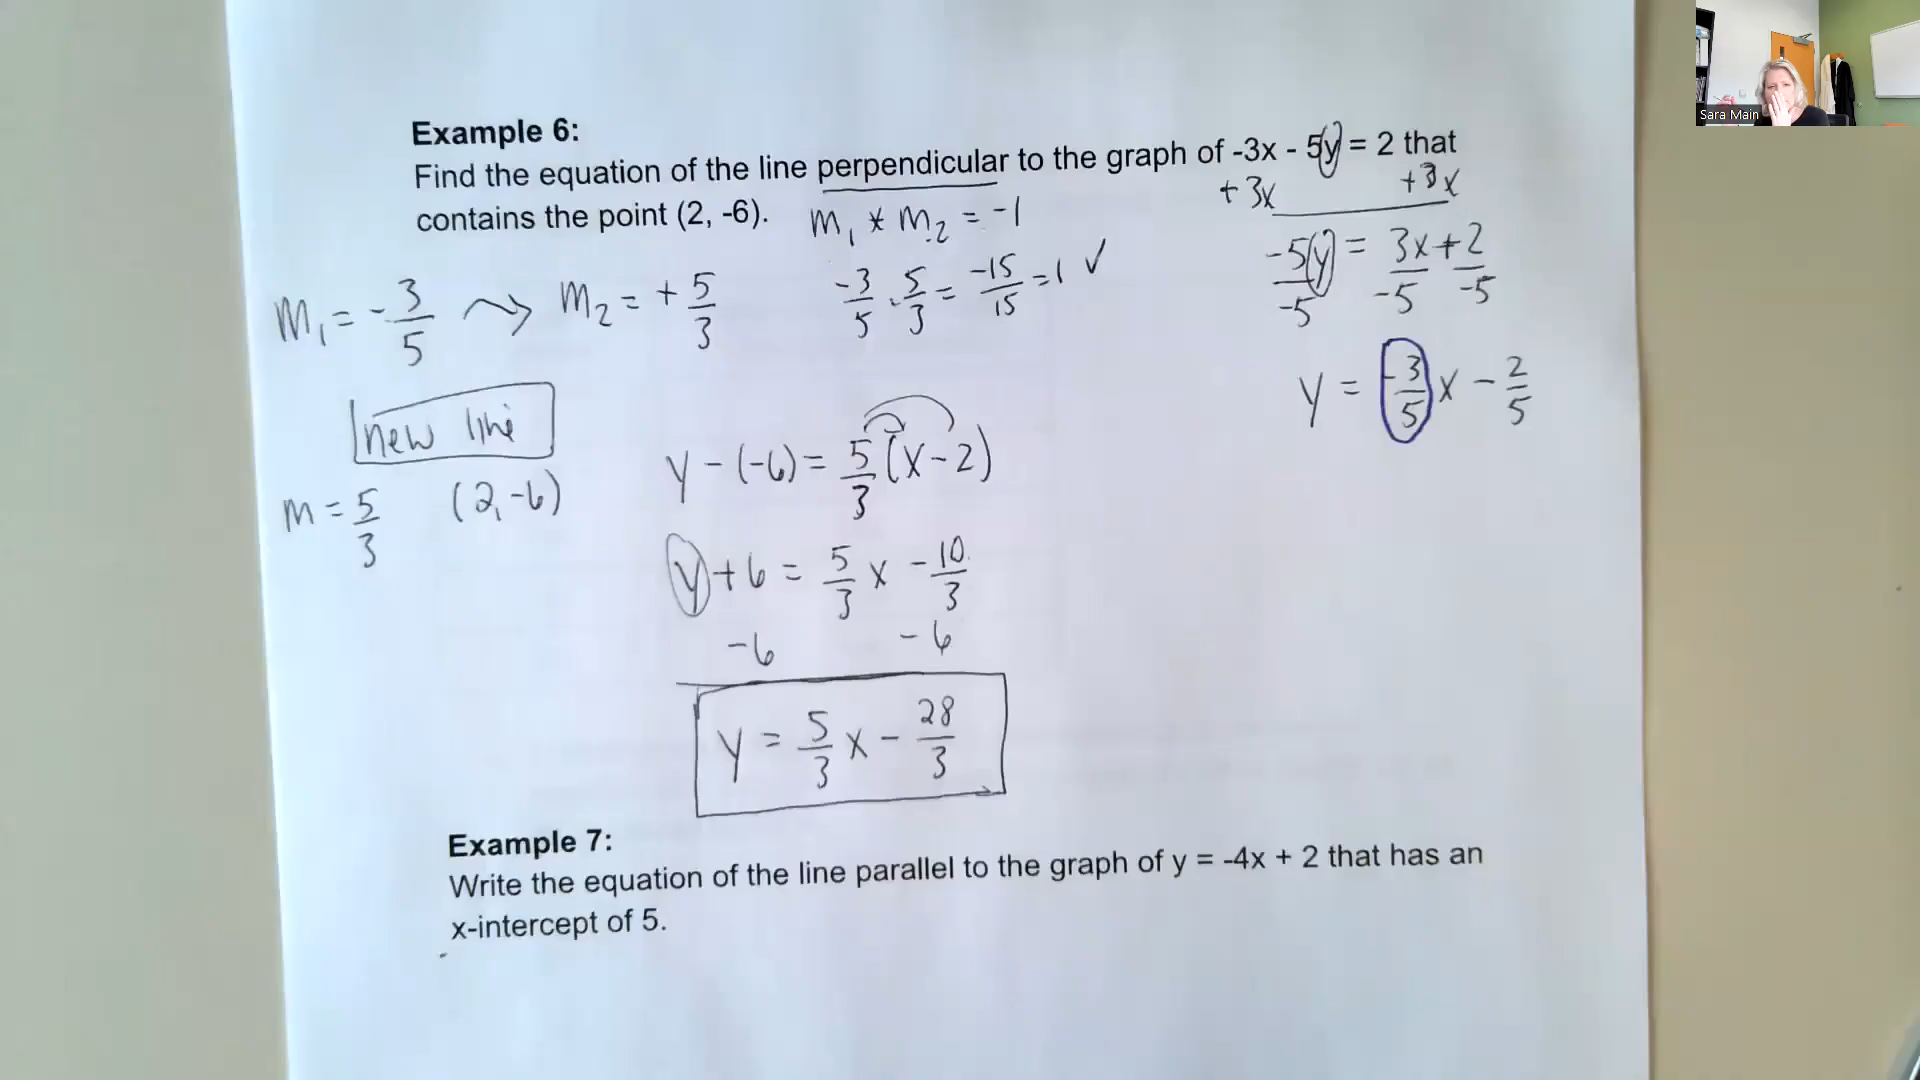 Sara Main
Example 6:
Find the equation of the line perpendicular to the graph of -3x - 5y = 2 that
contains the point (2, -6).
+3x +3x
m₁ * m₂ = -1
-5y = 3x + 2
-5 -5 -5
y = -3/5 x - 2/5
m₁ = -3/5 → m₂ = + 5/3
-3/5 · 5/3 = -15/15 = 1 ✓
new line
m = 5/3 (2, -6)
y - (-6) = 5/3 (x - 2)
y + 6 = 5/3 x - 10/3
-6 -6
y = 5/3 x - 28/3
Example 7:
Write the equation of the line parallel to the graph of y = -4x + 2 that has an
x-intercept of 5.